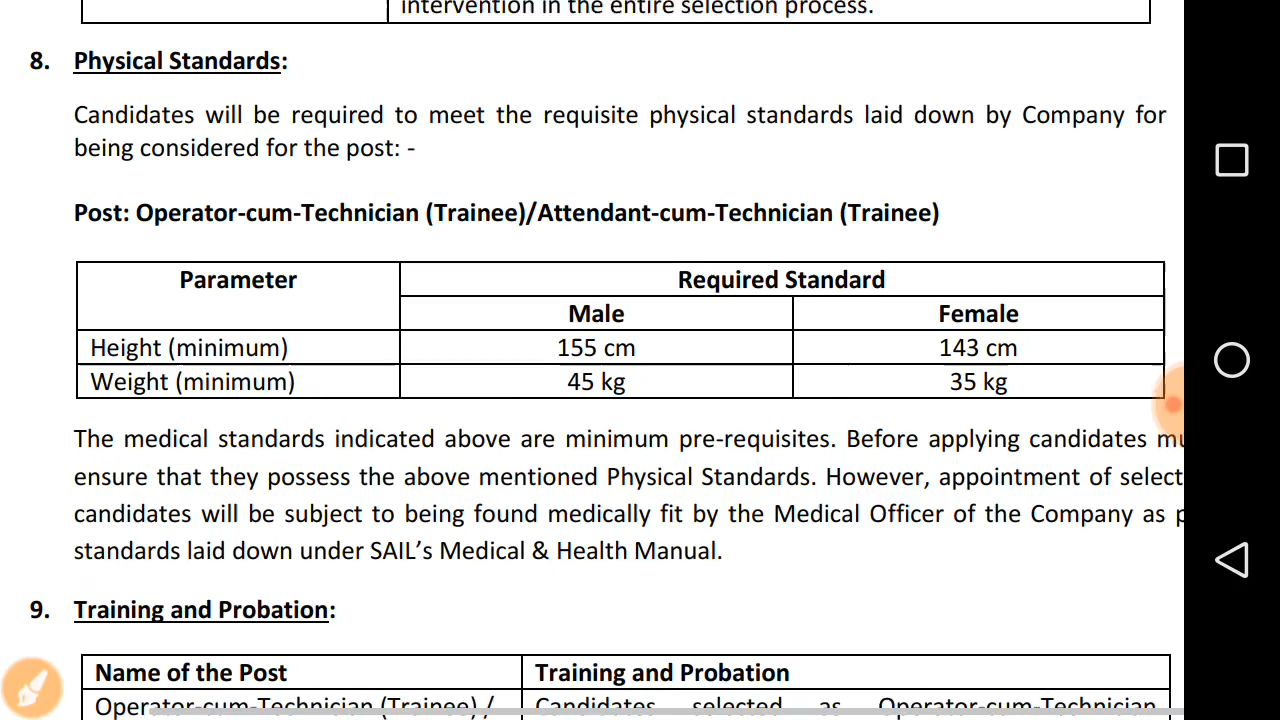 intervention in the entire selection process.
8. Physical Standards:
Candidates will be required to meet the requisite physical standards laid down by Company for
being considered for the post: -
Post: Operator-cum-Technician (Trainee)/Attendant-cum-Technician (Trainee)
Parameter Required Standard
Male Female
Height (minimum) 155 cm 143 cm
Weight (minimum) 45 kg 35 kg
The medical standards indicated above are minimum pre-requisites. Before applying candidates
ensure that they possess the above mentioned Physical Standards. However, appointment of
candidates will be subject to being found medically fit by the Medical Officer of the Company as
standards laid down under SAIL’s Medical & Health Manual.
9. Training and Probation:
Name of the Post Training and Probation
Operator-cum-Technician (Trainee) / Candidates selected as Operator-cum-Technician